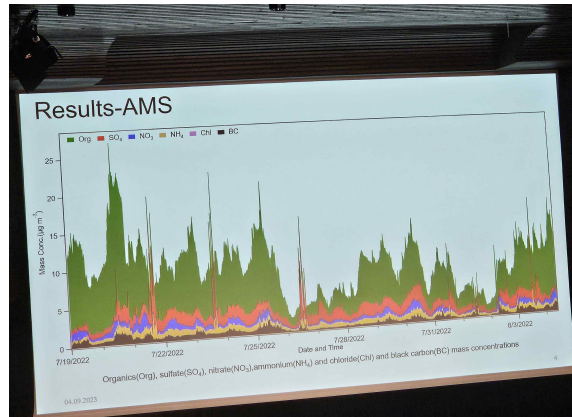 Results-AMS
Org SO₄ NO₃ NH₄ Chl BC
25
20
15
10
5
0
Mass Conc.(µg m⁻³)
7/19/2022 7/22/2022 7/25/2022 7/28/2022 7/31/2022 8/3/2022
Date and Time
Organics(Org), sulfate(SO₄), nitrate(NO₃),ammonium(NH₄) and chloride(Chl) and black carbon(BC) mass concentrations
04.09.2023